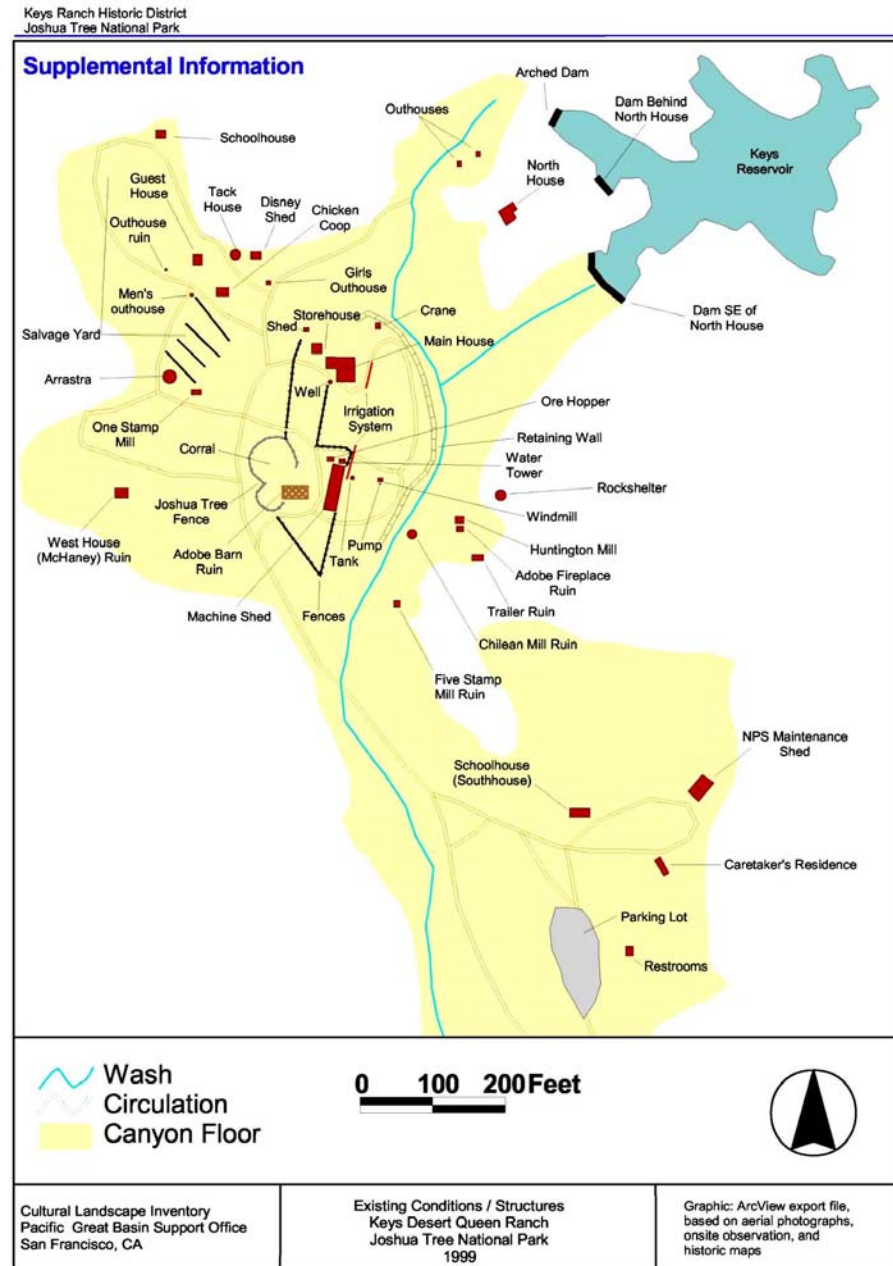 Keys Ranch Historic District
Joshua Tree National Park
Supplemental Information
Arched Dam
Dam Behind
North House
Outhouses
Keys
Reservoir
Schoolhouse
North
House
Guest
House
Tack
House
Disney
Shed
Chicken
Coop
Outhouse
ruin
Girls
Outhouse
Men's
outhouse
Storehouse
Crane
Dam SE of
North House
Shed
Main House
Salvage Yard
Arrastra
Well
Ore Hopper
One Stamp
Mill
Irrigation
System
Retaining Wall
Corral
Water
Tower
Rockshelter
Joshua Tree
Fence
Windmill
West House
(McHaney) Ruin
Adobe Barn
Ruin
Pump
Tank
Huntington Mill
Adobe Fireplace
Ruin
Machine Shed
Fences
Trailer Ruin
Chilean Mill Ruin
Five Stamp
Mill Ruin
NPS Maintenance
Shed
Schoolhouse
(Southhouse)
Caretaker's Residence
Parking Lot
Restrooms
Wash
Circulation
Canyon Floor
0 100 200 Feet
Cultural Landscape Inventory
Pacific Great Basin Support Office
San Francisco, CA
Existing Conditions / Structures
Keys Desert Queen Ranch
Joshua Tree National Park
1999
Graphic: ArcView export file,
based on aerial photographs,
onsite observation, and
historic maps